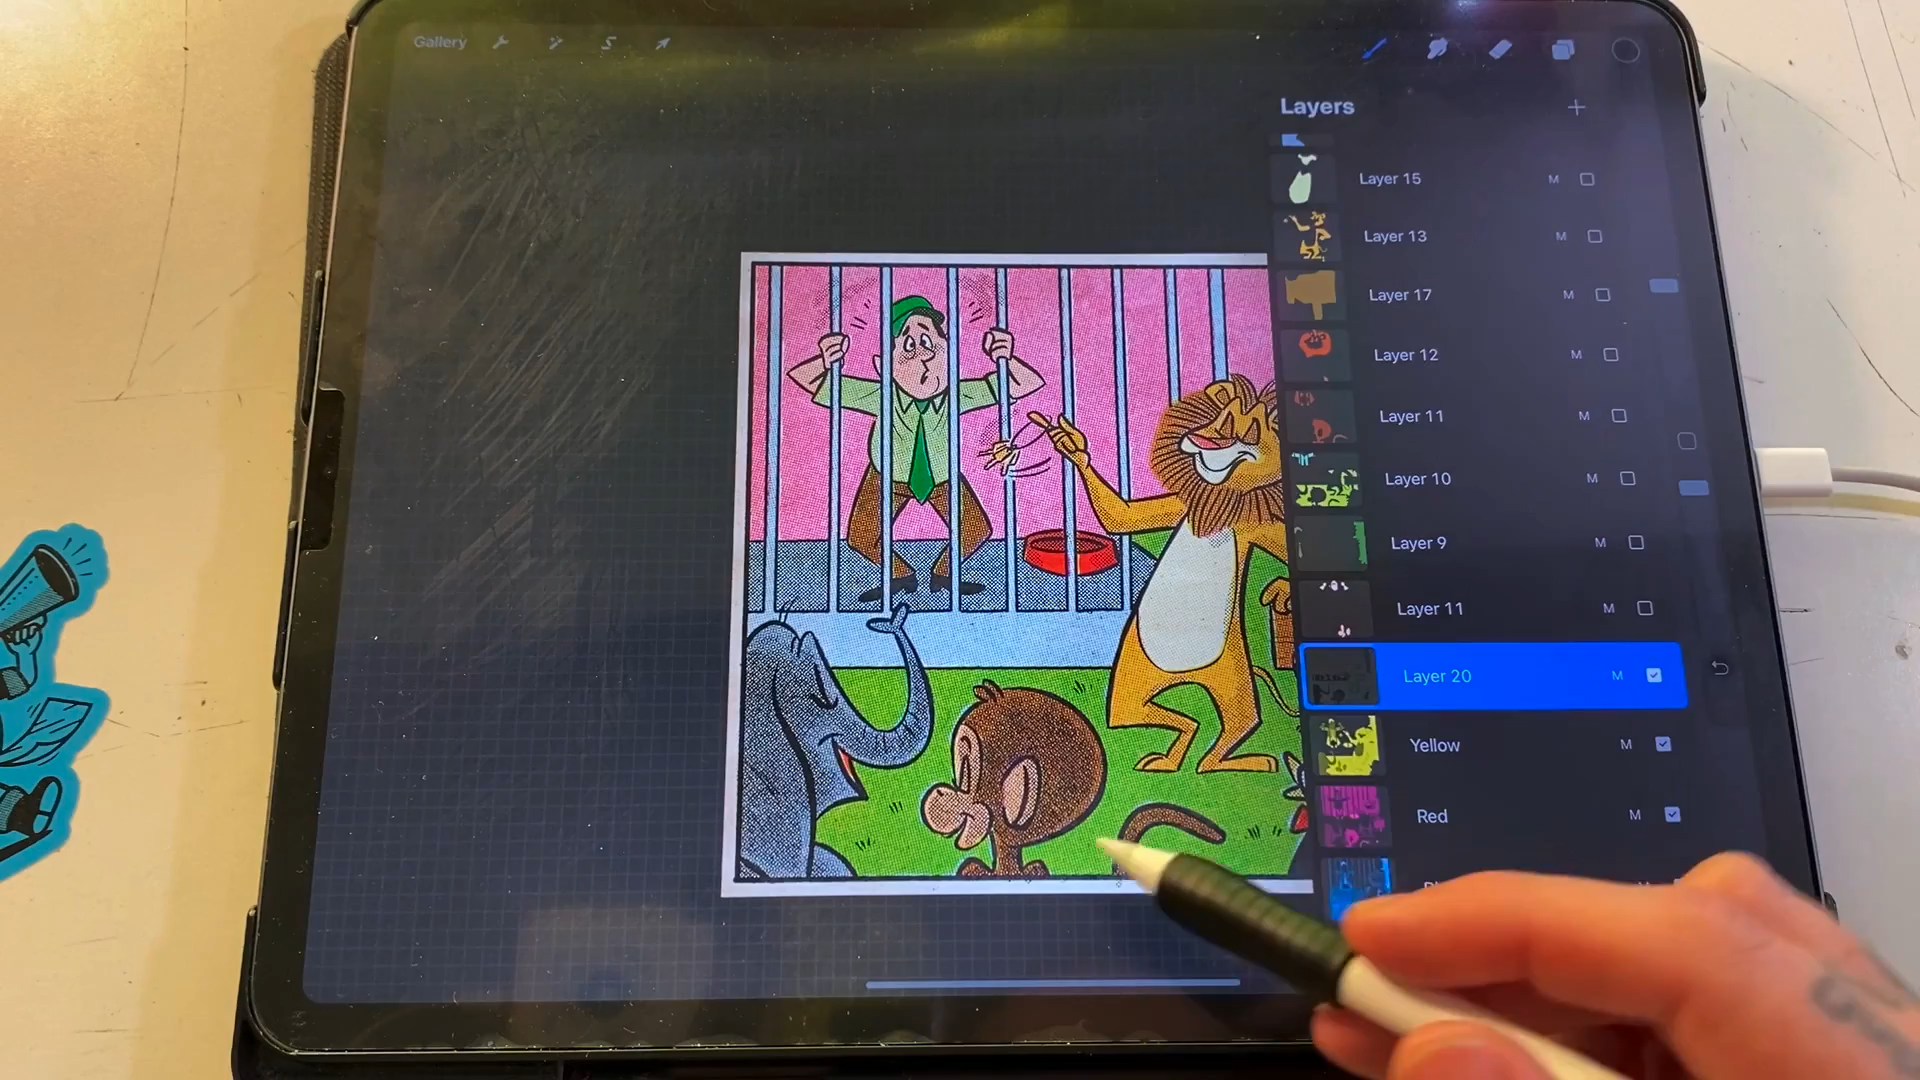 Gallery
Layers
Layer 15 M
Layer 13 M
Layer 17 M
Layer 12 M
Layer 11 M
Layer 10 M
Layer 9 M
Layer 11 M
Layer 20 M
Yellow M
Red M